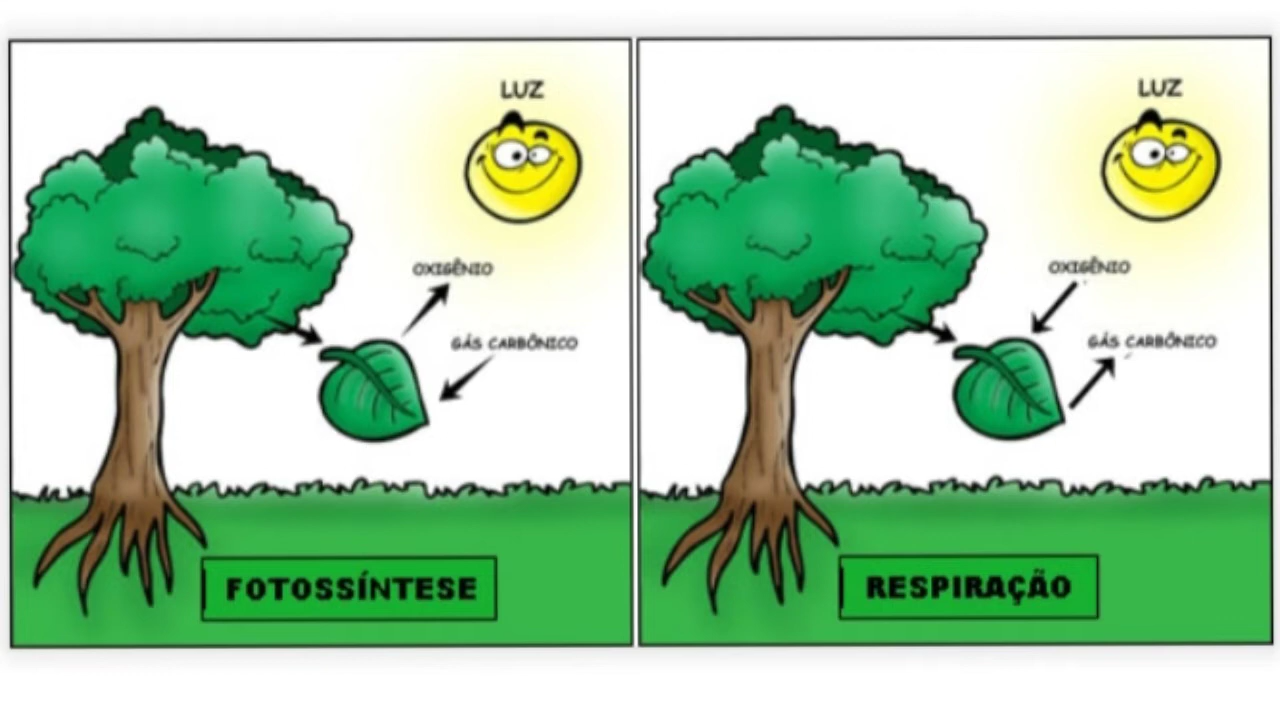 LUZ
OXIGÊNIO
GÁS CARBÔNICO
FOTOSSÍNTESE
LUZ
OXIGÊNIO
GÁS CARBÔNICO
RESPIRAÇÃO